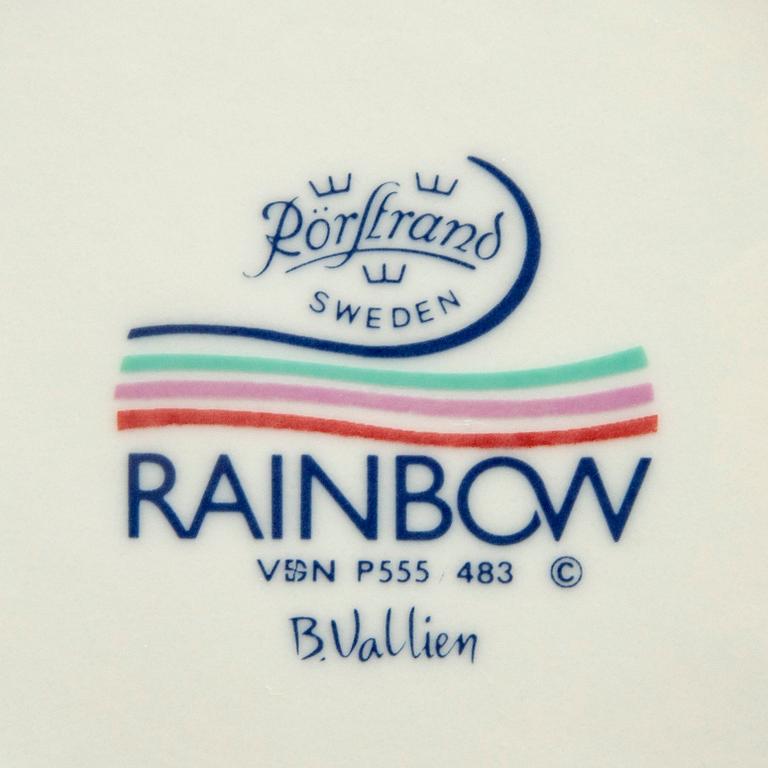 Rörstrand
SWEDEN
RAINBOW
VDN P555 483 ©
B. Vallien